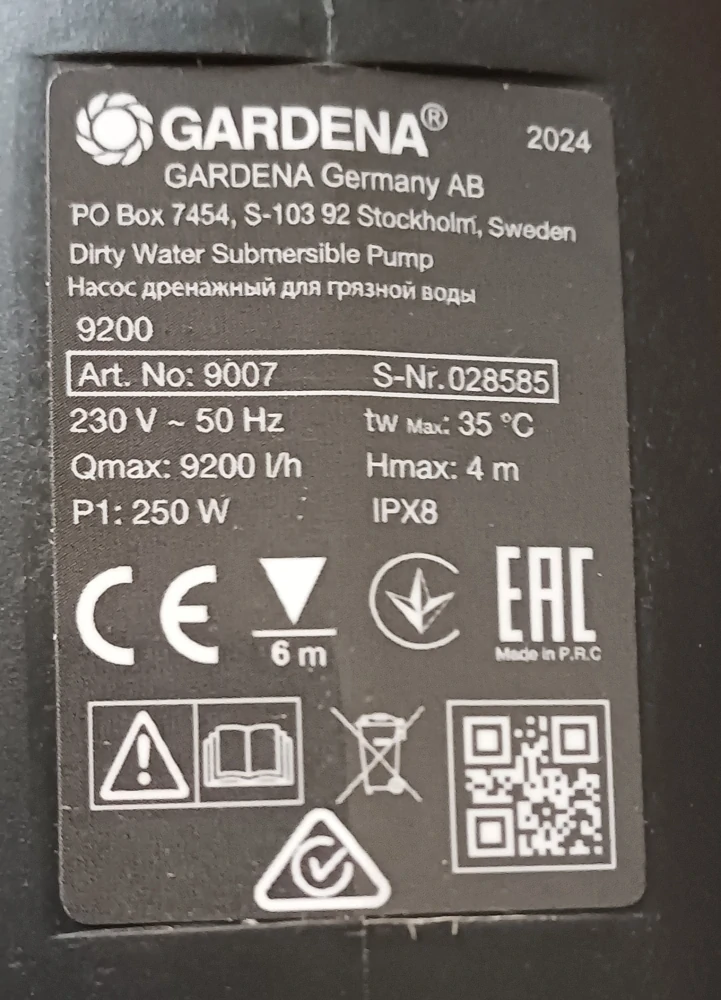 GARDENA® 2024
GARDENA Germany AB
PO Box 7454, S-103 92 Stockholm, Sweden
Dirty Water Submersible Pump
Насос дренажный для грязной воды
9200
Art. No: 9007 S-Nr. 028585
230 V ~ 50 Hz tw Max: 35 °C
Qmax: 9200 l/h Hmax: 4 m
P1: 250 W IPX8
CE 6 m EAC
Made in P.R.C